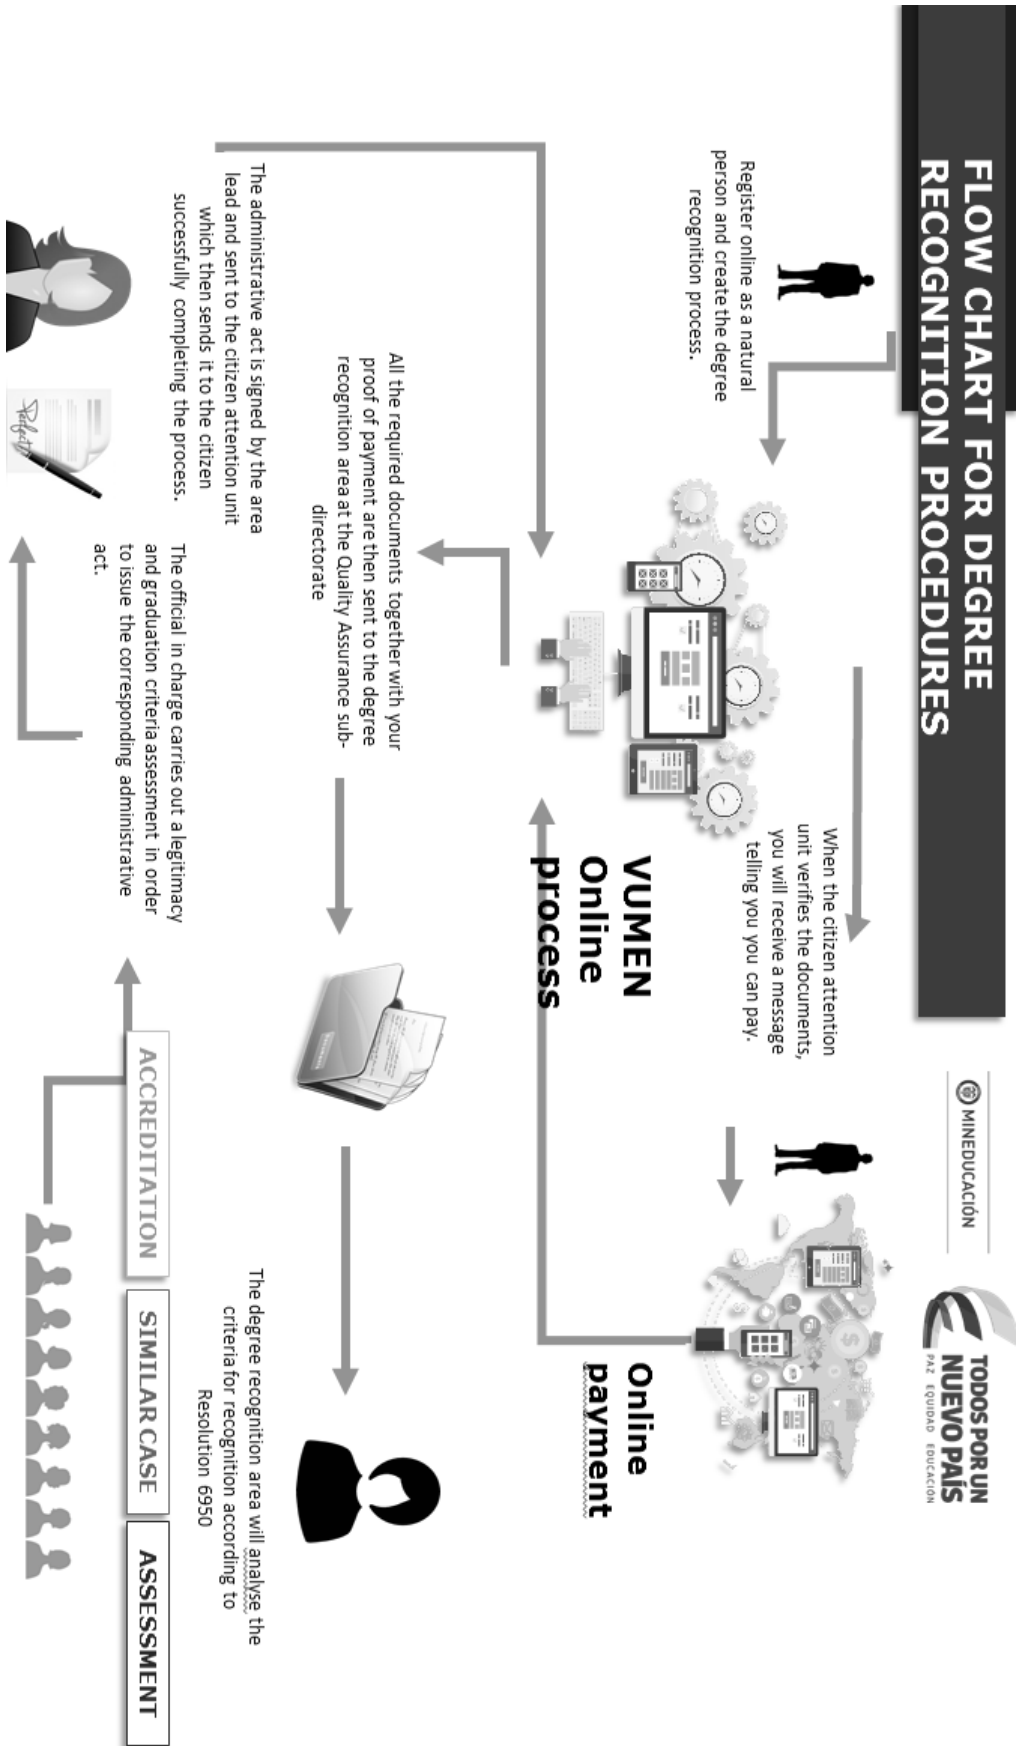 FLOW CHART FOR DEGREE
RECOGNITION PROCEDURES
MINEDUCACIÓN
TODOS POR UN
NUEVO PAÍS
PAZ EQUIDAD EDUCACIÓN
Register online as a natural
person and create the degree
recognition process.
When the citizen attention
unit verifies the documents,
you will receive a message
telling you you can pay.
VUMEN
Online
process
Online
payment
All the required documents together with your
proof of payment are then sent to the degree
recognition area at the Quality Assurance sub-
directorate
The degree recognition area will analyse the
criteria for recognition according to
Resolution 6950
ACCREDITATION
SIMILAR CASE
ASSESSMENT
The official in charge carries out a legitimacy
and graduation criteria assessment in order
to issue the corresponding administrative
act.
The administrative act is signed by the area
lead and sent to the citizen attention unit
which then sends it to the citizen
successfully completing the process.
Perfect